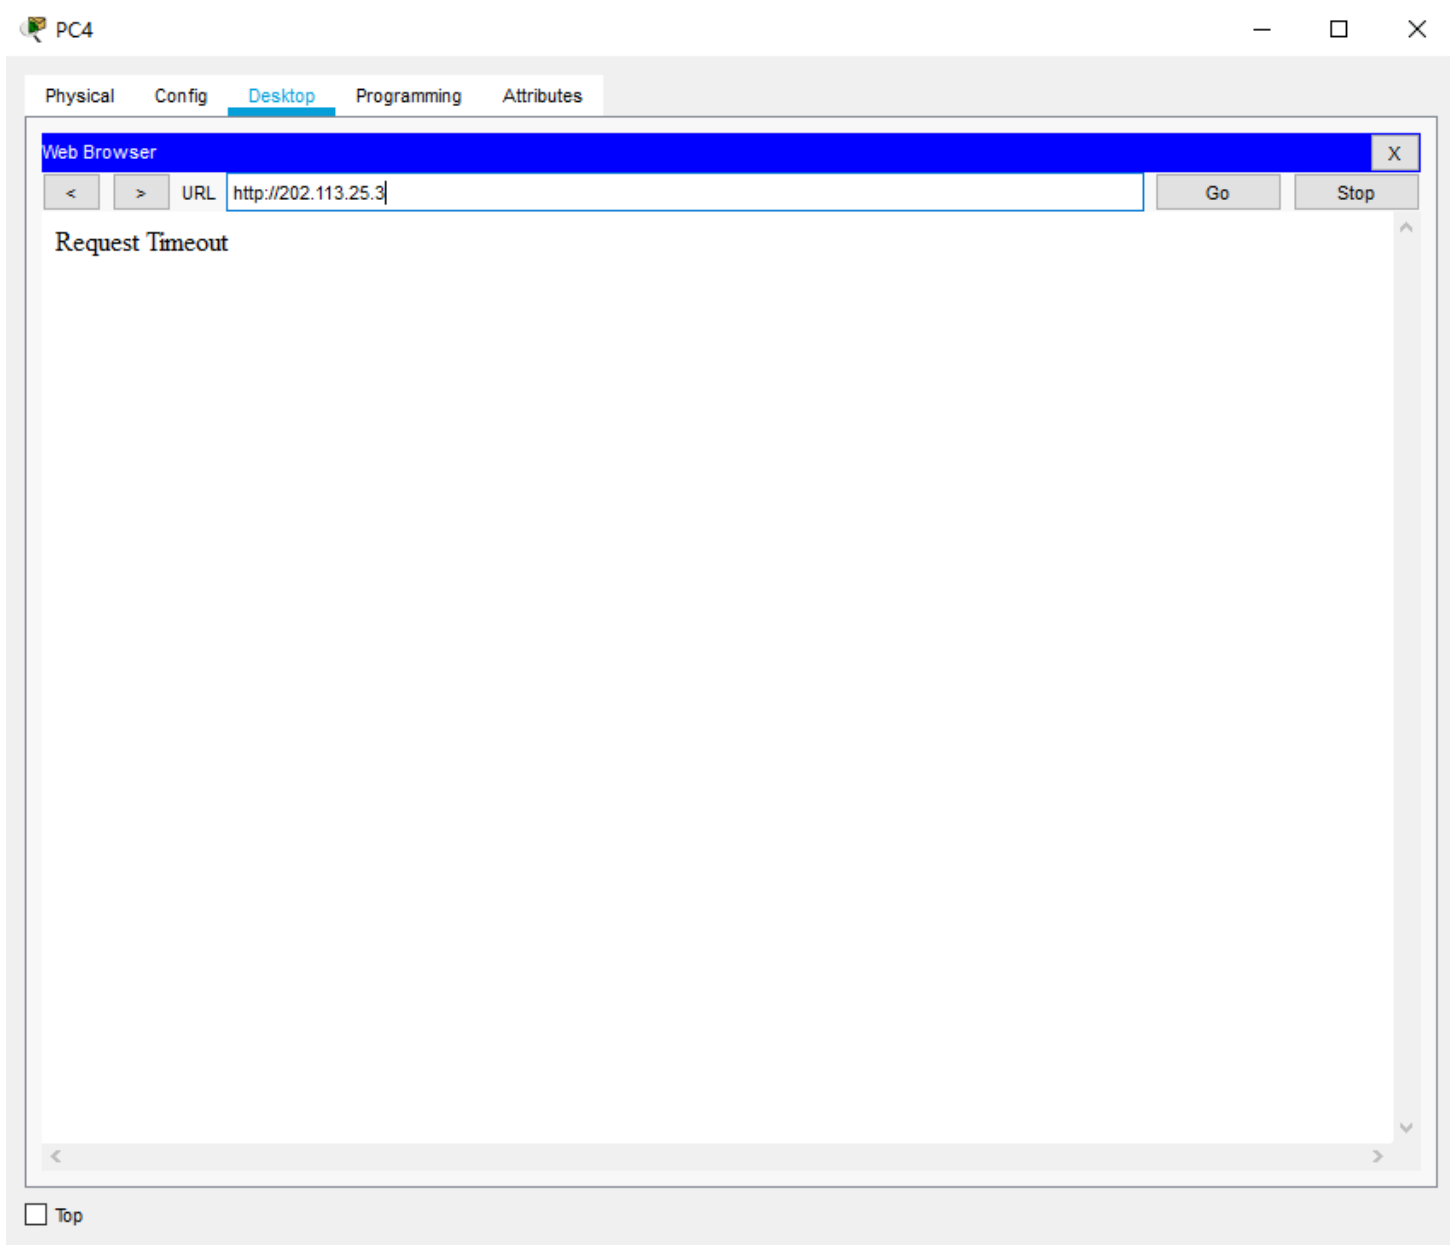 PC4
Physical Config Desktop Programming Attributes
Web Browser X
< > URL http://202.113.25.3 Go Stop
Request Timeout
Top